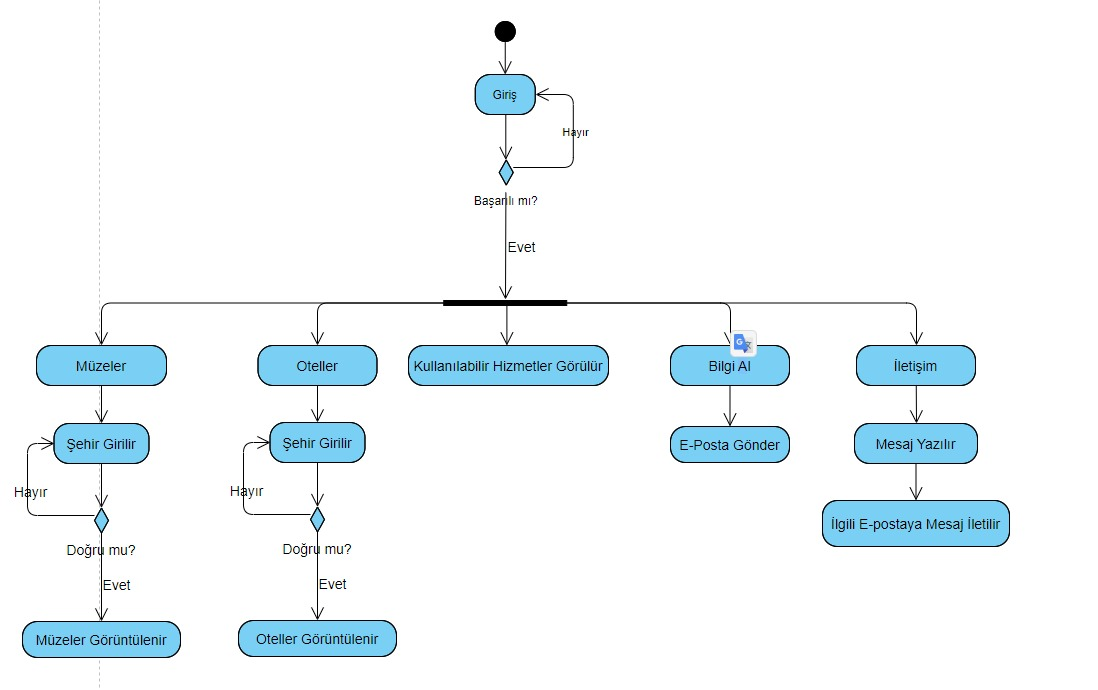 Giriş
Hayır
Başarılı mı?
Evet
Müzeler
Oteller
Kullanılabilir Hizmetler Görülür
Bilgi Al
İletişim
Şehir Girilir
Şehir Girilir
E-Posta Gönder
Mesaj Yazılır
Hayır
Hayır
İlgili E-postaya Mesaj İletilir
Doğru mu?
Doğru mu?
Evet
Evet
Müzeler Görüntülenir
Oteller Görüntülenir